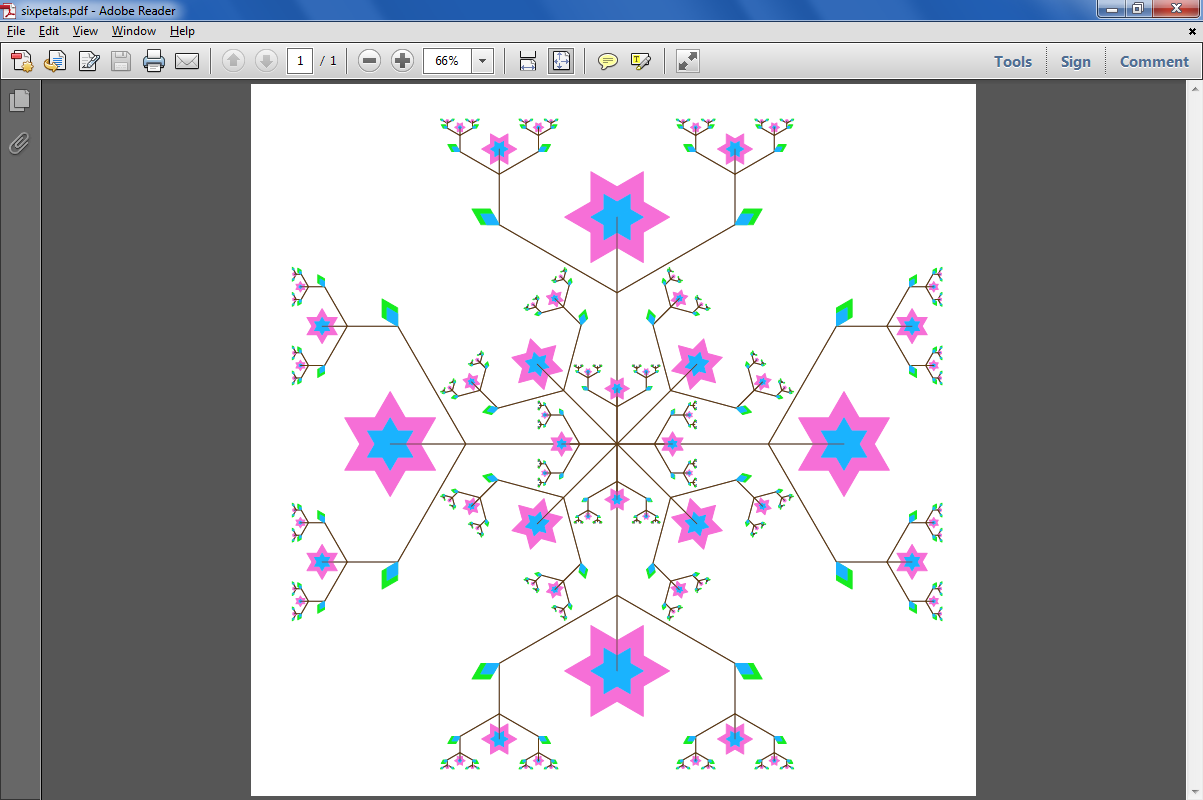 sixpetals.pdf - Adobe Reader
File Edit View Window Help
1 / 1 66% Tools Sign Comment